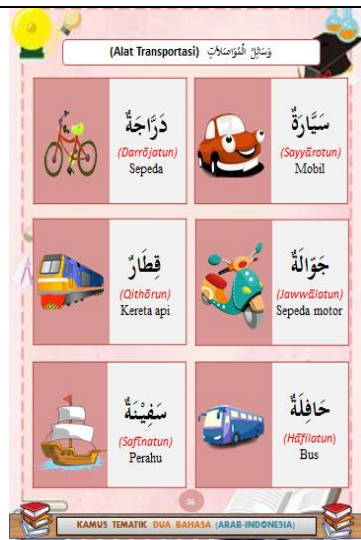 (Alat Transportasi) وَسَائِلُ الْمُوَاصَلَاتِ
سَيَّارَةٌ
(Sayyārotun)
Mobil
دَرَّاجَةٌ
(Darrōjatun)
Sepeda
جَوّالَةٌ
(Jawwālatun)
Sepeda motor
قِطَارٌ
(Qithōrun)
Kereta api
حَافِلَةٌ
(Hāfilatun)
Bus
سَفِيْنَةٌ
(Safīnatun)
Perahu
36
KAMUS TEMATIK DUA BAHASA (ARAB-INDONESIA)